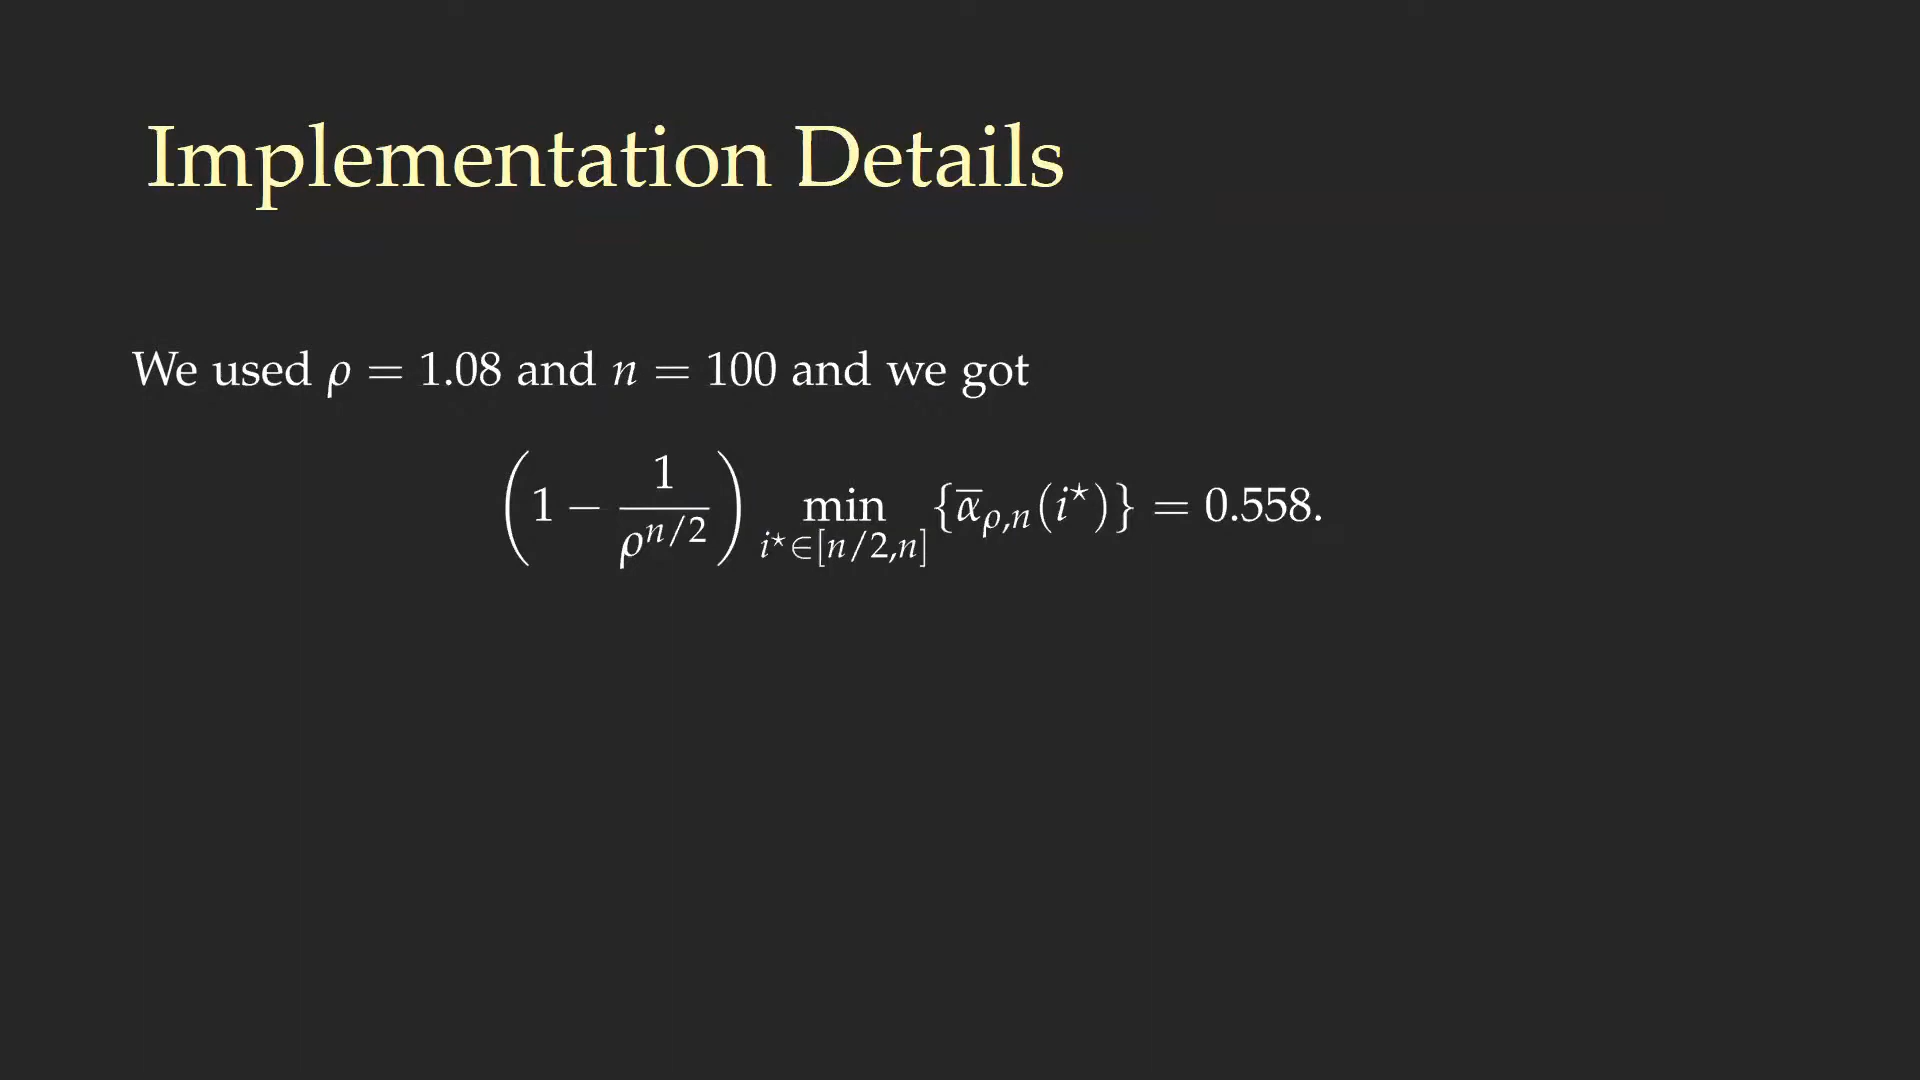 Implementation Details
We used ρ = 1.08 and n = 100 and we got
(1 − 1/ρ^{n/2}) min_{i⋆∈[n/2,n]} {ᾱ_{ρ,n}(i⋆)} = 0.558.